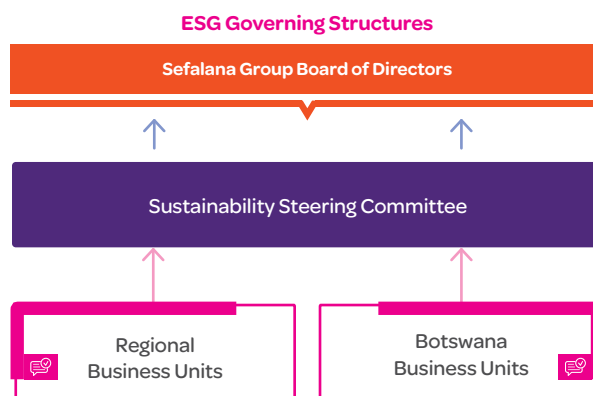 ESG Governing Structures
Sefalana Group Board of Directors
Sustainability Steering Committee
Regional
Business Units
Botswana
Business Units